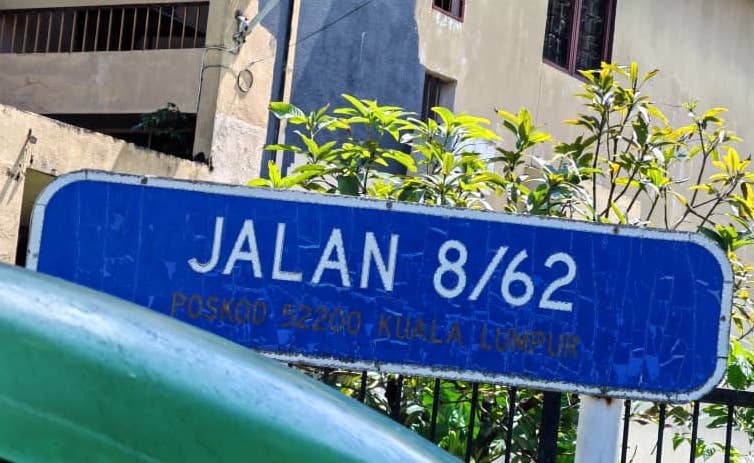 JALAN 8/62
POSKOD 52200 KUALA LUMPUR